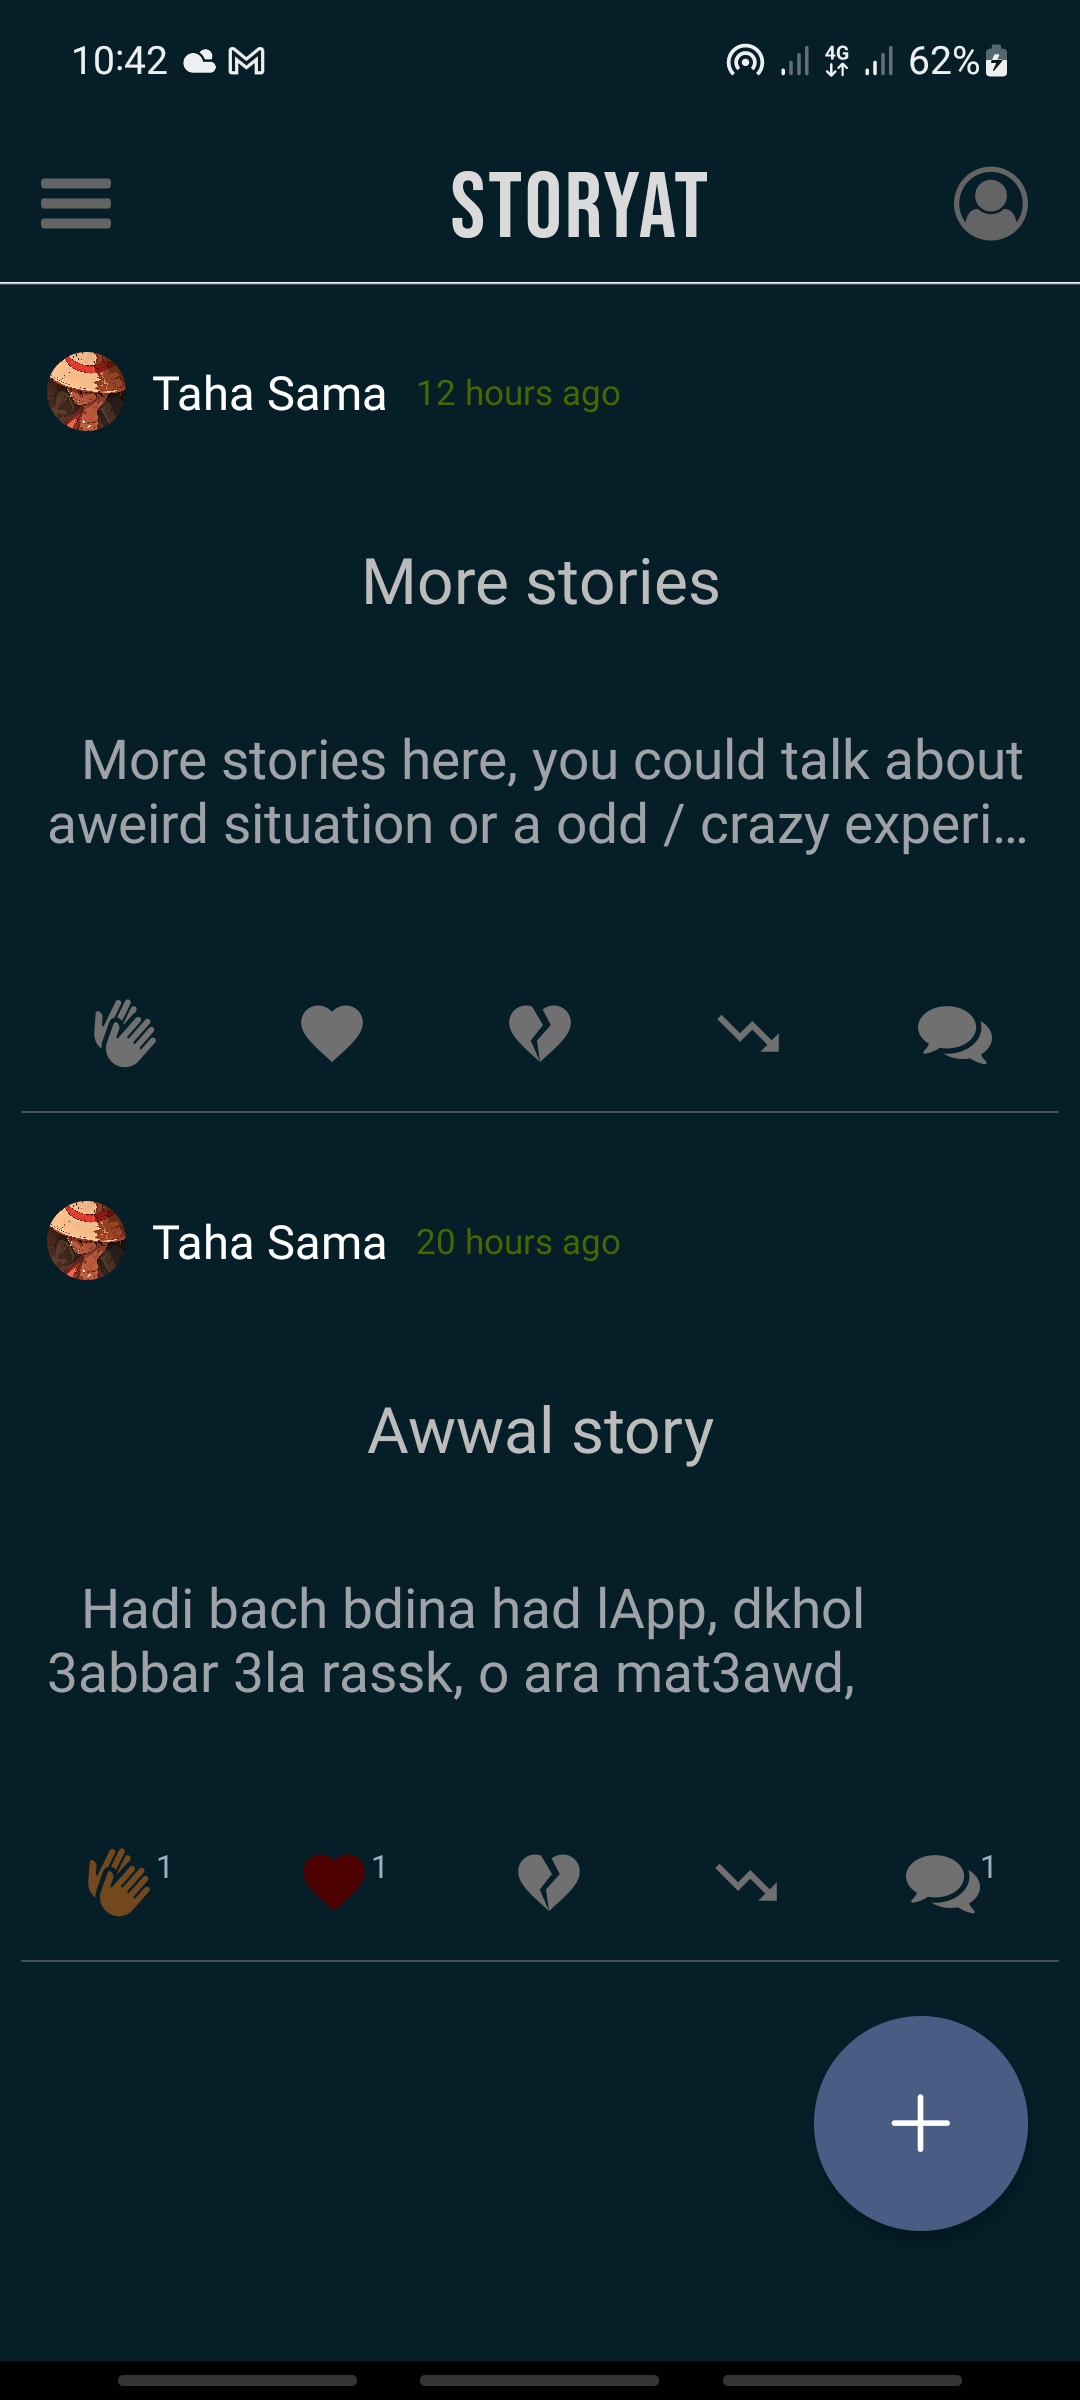 10:42 4G 62%
STORYAT
Taha Sama 12 hours ago
More stories
More stories here, you could talk about
aweird situation or a odd / crazy experi...
Taha Sama 20 hours ago
Awwal story
Hadi bach bdina had lApp, dkhol
3abbar 3la rassk, o ara mat3awd,
1 1 1